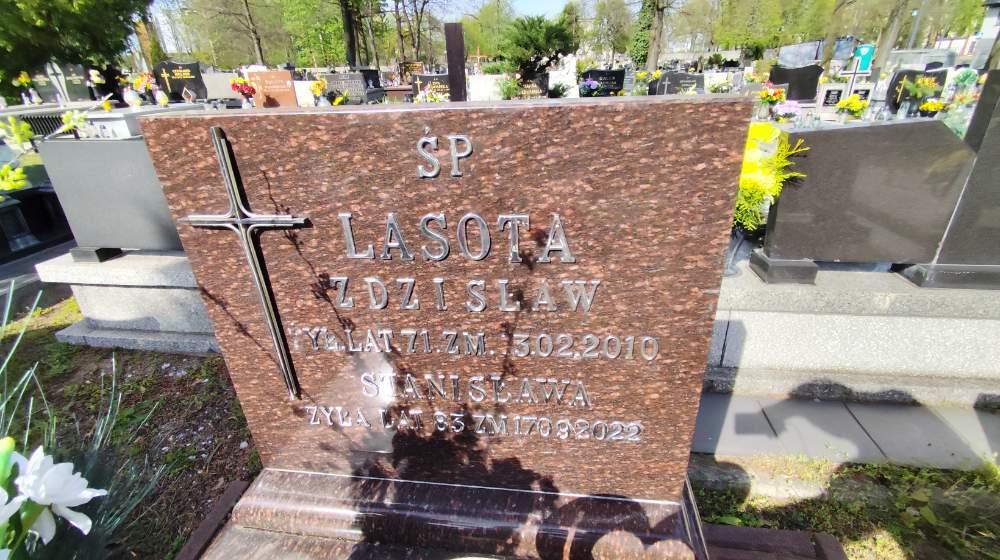 ŚP
LASOTA
ZDZISŁAW
ŻYŁ LAT 71 ZM. 3.02.2010
STANISŁAWA
ŻYŁA LAT 83 ZM 17 08 2022